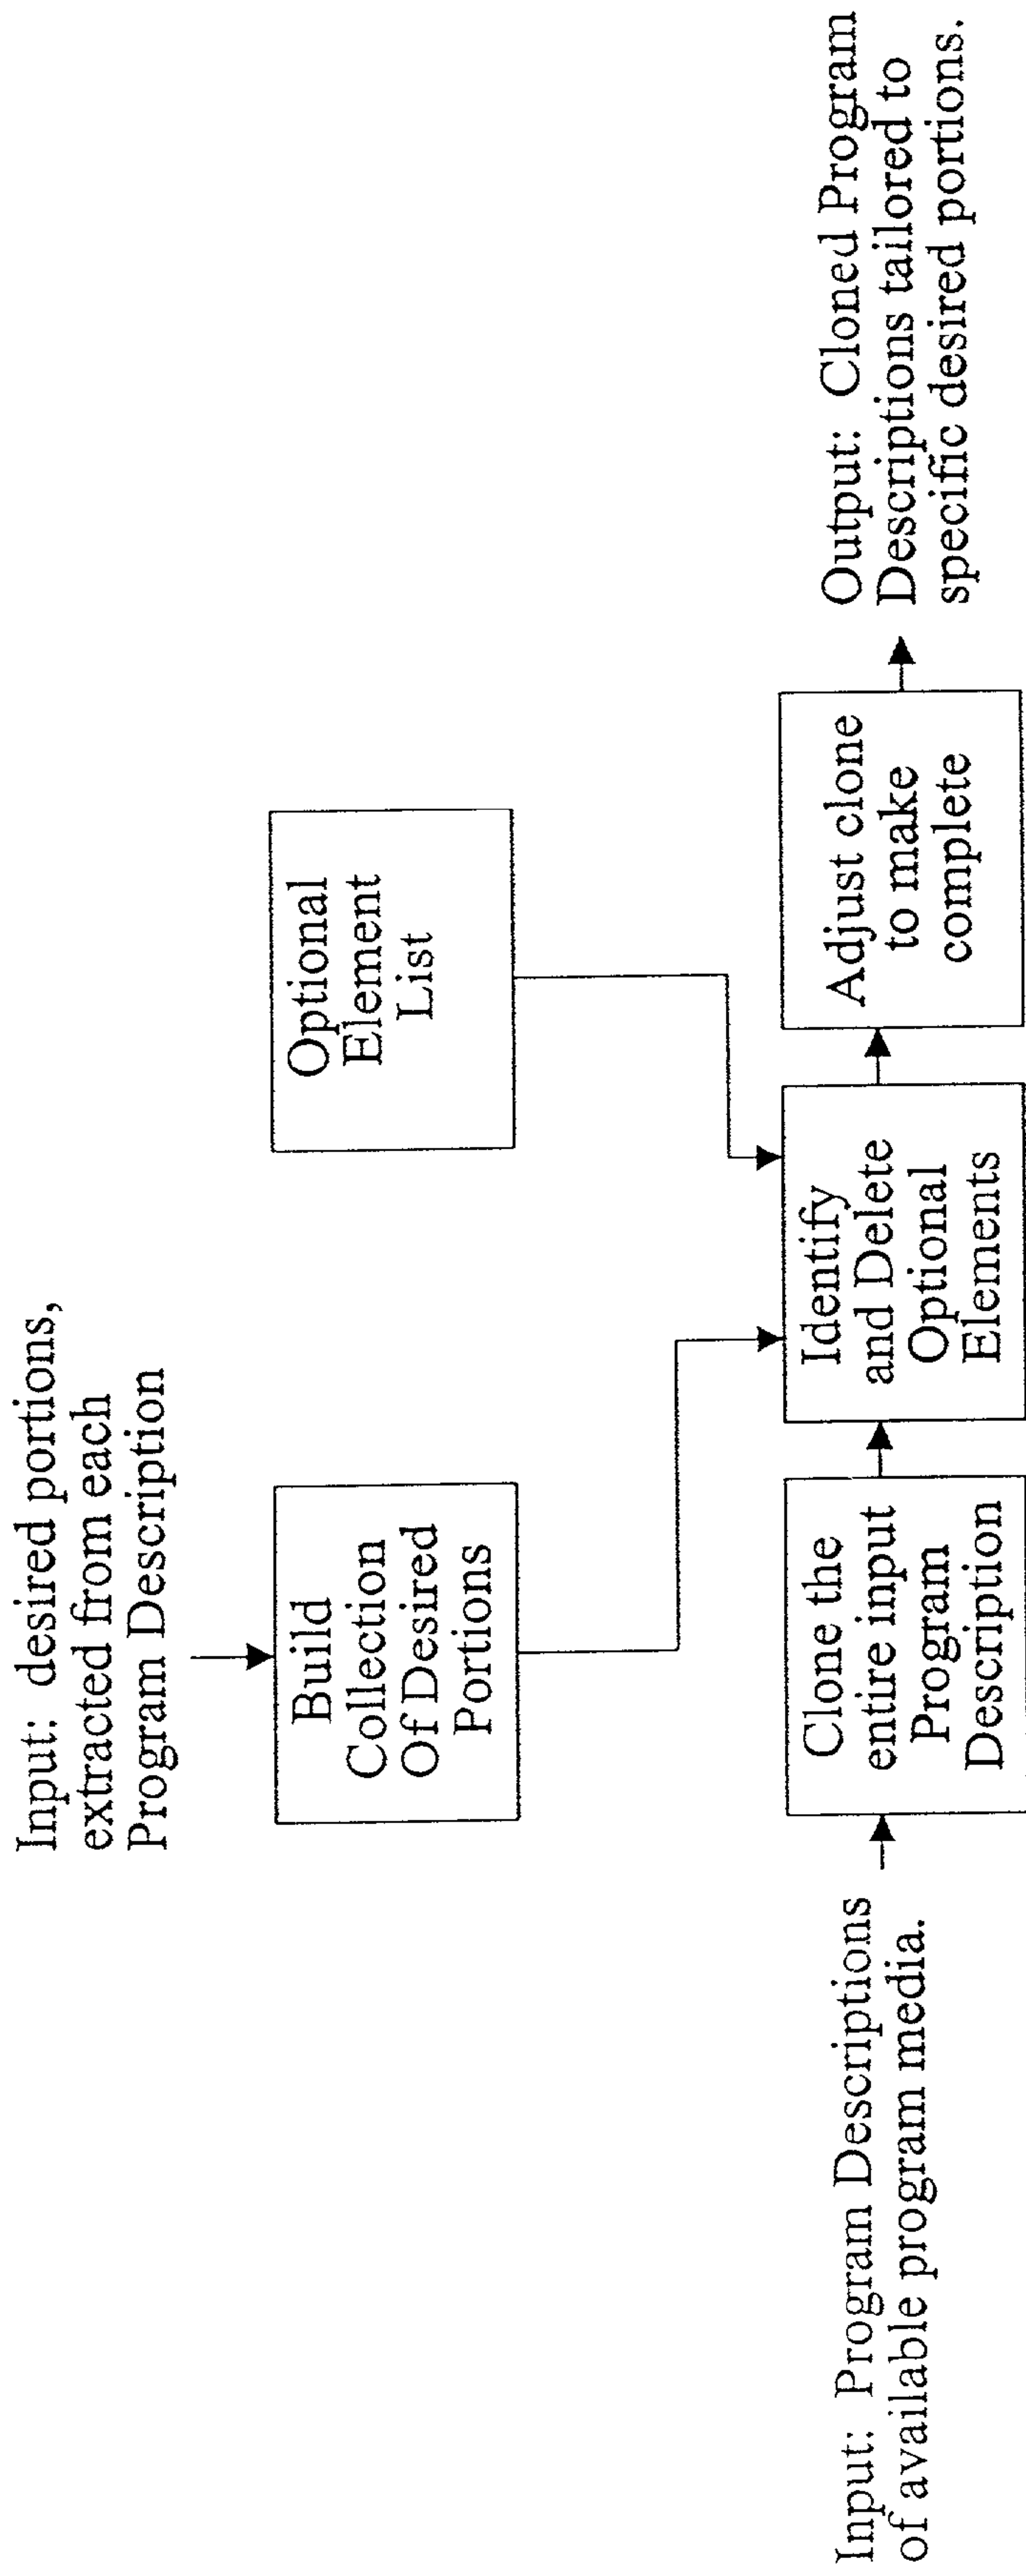 Input: desired portions,
extracted from each
Program Description
Build
Collection
Of Desired
Portions
Optional
Element
List
Input: Program Descriptions
of available program media.
Clone the
entire input
Program
Description
Identify
and Delete
Optional
Elements
Adjust clone
to make
complete
Output: Cloned Program
Descriptions tailored to
specific desired portions.